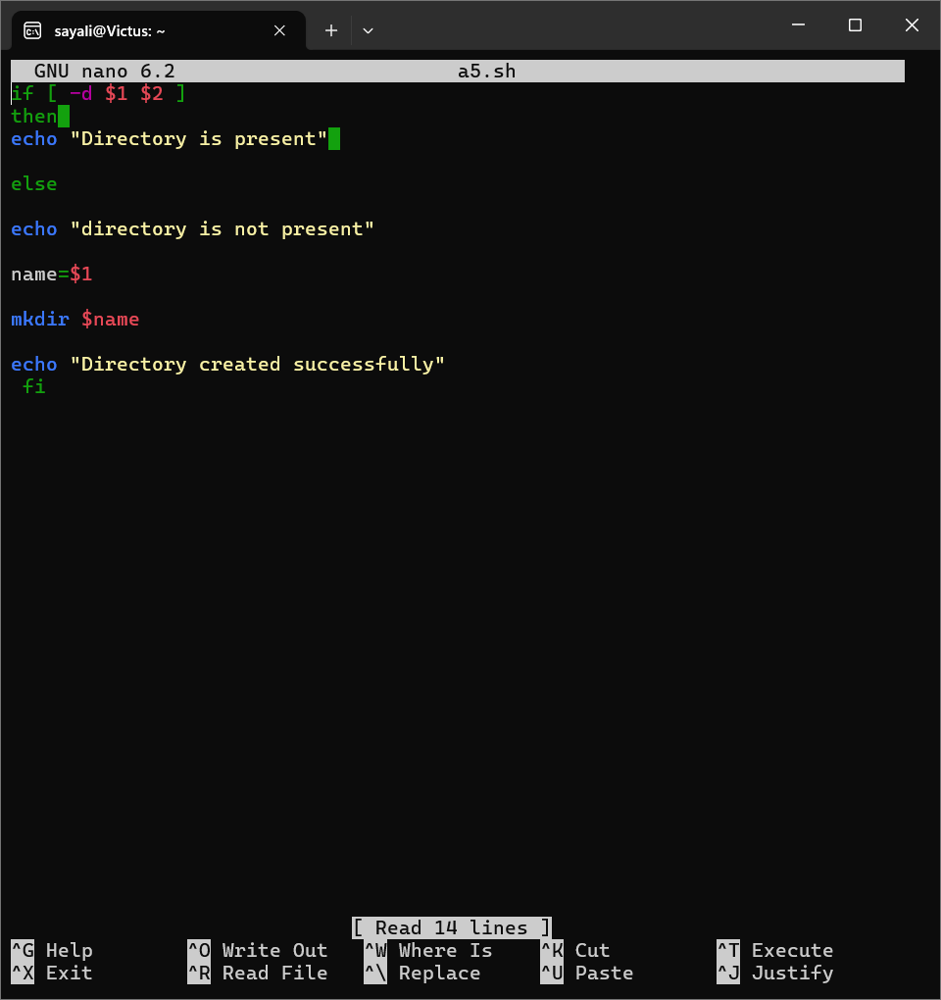 sayali@Victus: ~
GNU nano 6.2 a5.sh
if [ -d $1 $2 ]
then
echo "Directory is present"
else
echo "directory is not present"
name=$1
mkdir $name
echo "Directory created successfully"
fi
[ Read 14 lines ]
^G Help ^O Write Out ^W Where Is ^K Cut ^T Execute
^X Exit ^R Read File ^\ Replace ^U Paste ^J Justify